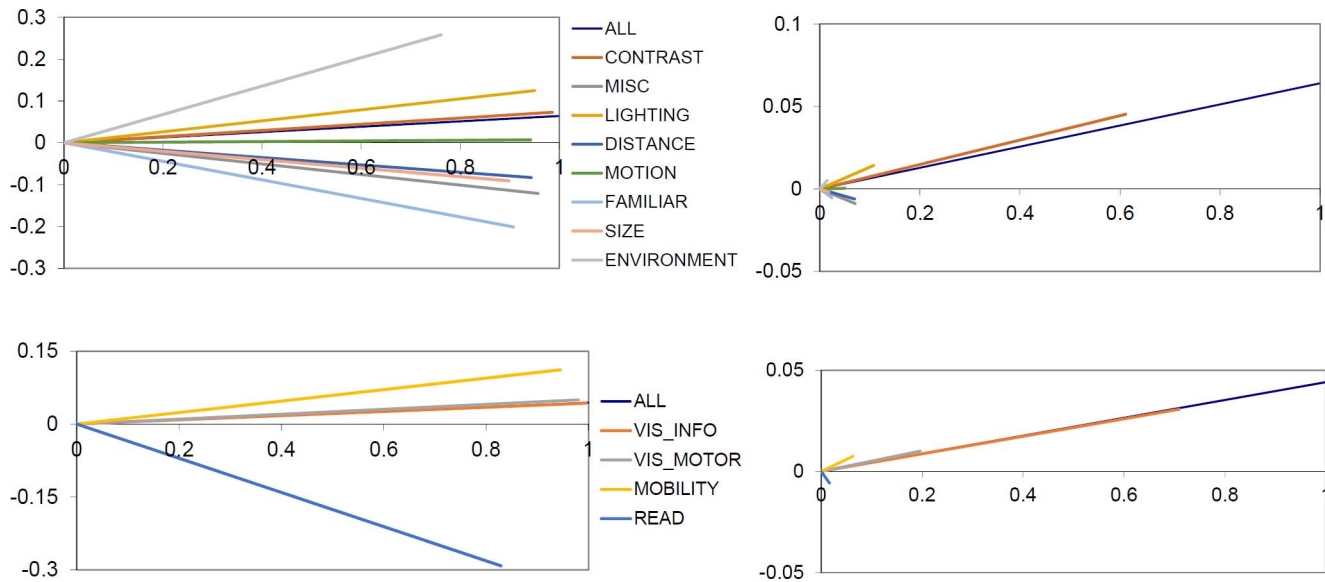 0.3
0.2
0.1
0
-0.1
-0.2
-0.3
0 0.2 0.4 0.6 0.8 1
ALL
CONTRAST
MISC
LIGHTING
DISTANCE
MOTION
FAMILIAR
SIZE
ENVIRONMENT
0.1
0.05
0
-0.05
0 0.2 0.4 0.6 0.8 1
0.15
0
-0.15
-0.3
0 0.2 0.4 0.6 0.8 1
ALL
VIS_INFO
VIS_MOTOR
MOBILITY
READ
0.05
0
-0.05
0 0.2 0.4 0.6 0.8 1